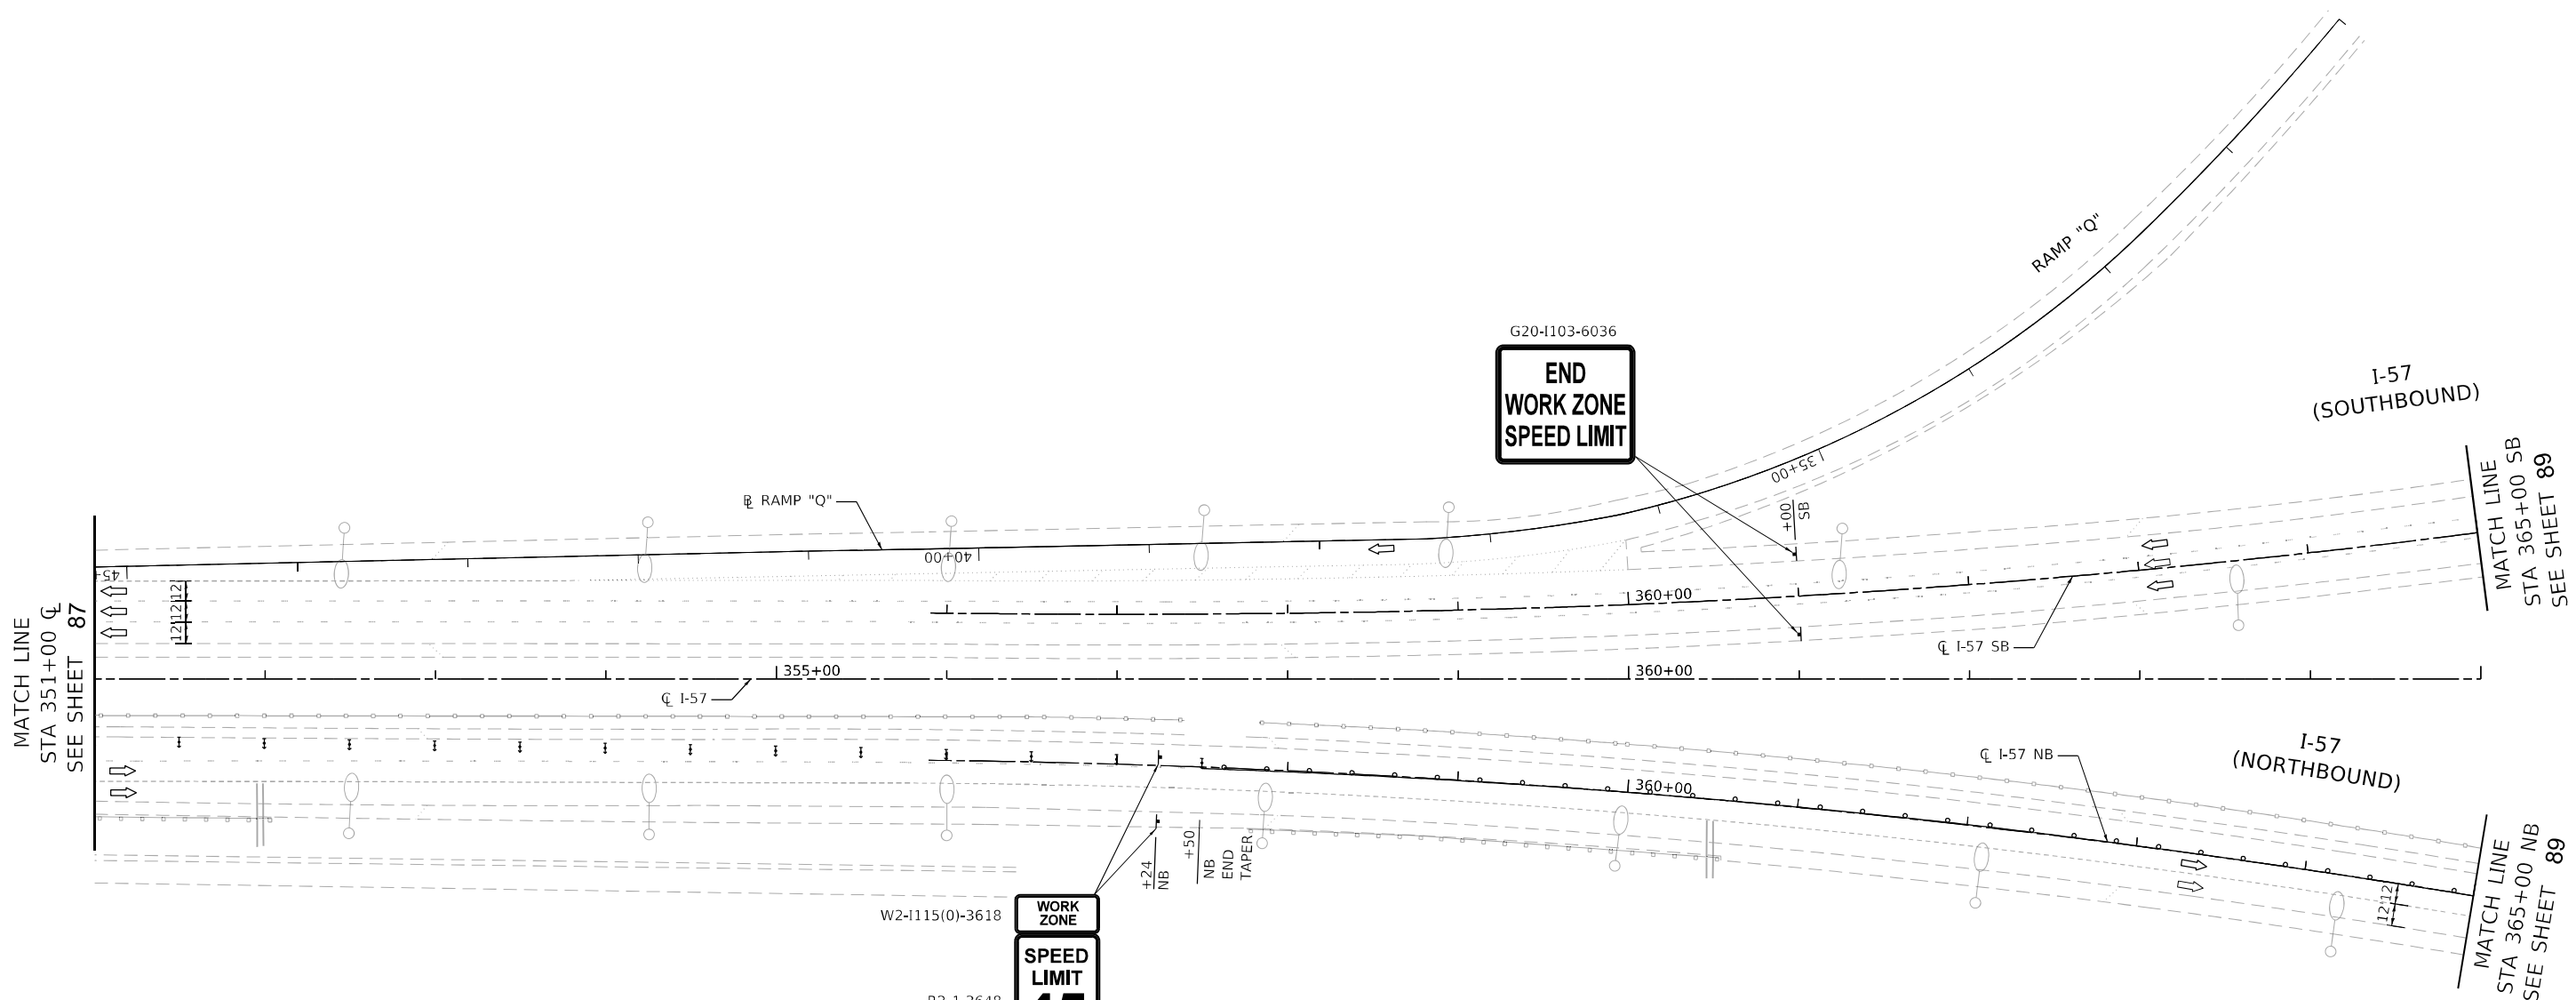 RAMP "Q"
G20-I103-6036
END
WORK ZONE
SPEED LIMIT
I-57
(SOUTHBOUND)
MATCH LINE
STA 365+00 SB
SEE SHEET 89
35+00
+00
SB
℄ RAMP "Q"
40+00
45+
12'12'12'
360+00
MATCH LINE
STA 351+00 ℄
SEE SHEET 87
℄ I-57 SB
355+00
360+00
℄ I-57
I-57
(NORTHBOUND)
℄ I-57 NB
360+00
+24
NB
+50
NB
END
TAPER
12'12'
MATCH LINE
STA 365+00 NB
SEE SHEET 89
W2-I115(0)-3618
WORK
ZONE
SPEED
LIMIT